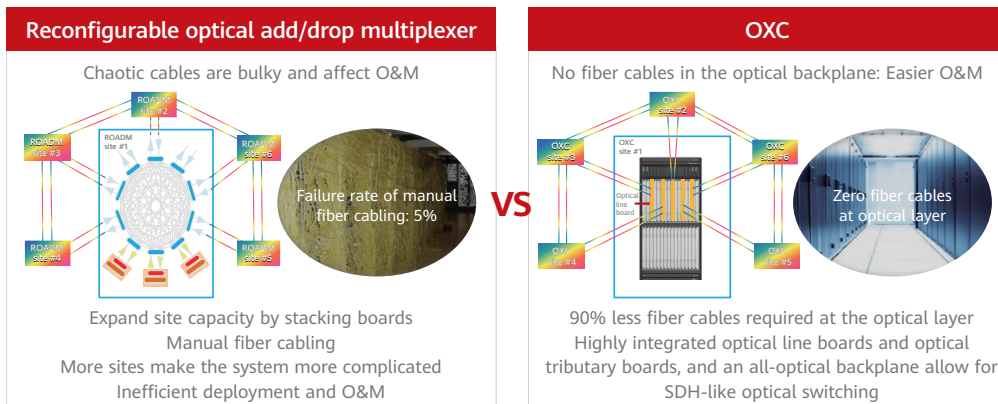 Reconfigurable optical add/drop multiplexer
Chaotic cables are bulky and affect O&M
ROADM
site #2
ROADM
site #3
ROADM
site #1
ROADM
site #6
Failure rate of manual
fiber cabling: 5%
ROADM
site #4
ROADM
site #5
Expand site capacity by stacking boards
Manual fiber cabling
More sites make the system more complicated
Inefficient deployment and O&M
VS
OXC
No fiber cables in the optical backplane: Easier O&M
OXC
site #2
OXC
site #3
OXC
site #1
OXC
site #6
Optical
line
board
Zero fiber cables
at optical layer
OXC
site #4
OXC
site #5
90% less fiber cables required at the optical layer
Highly integrated optical line boards and optical
tributary boards, and an all-optical backplane allow for
SDH-like optical switching